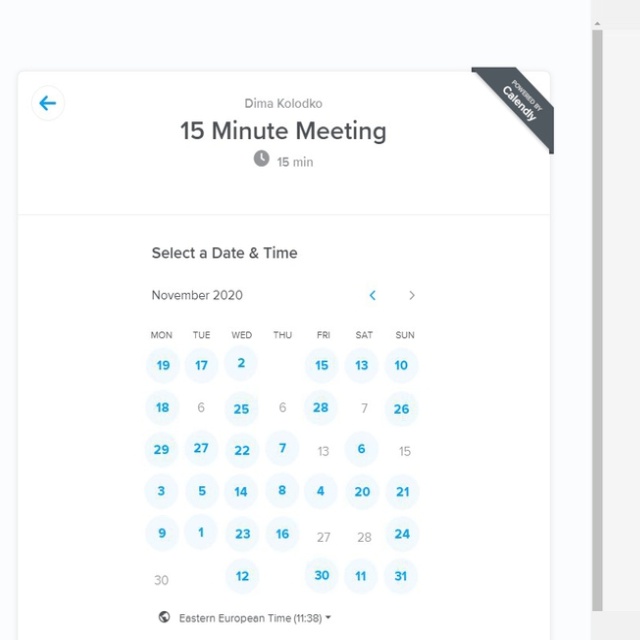 Dima Kolodko
POWERED BY
Calendly
15 Minute Meeting
15 min
Select a Date & Time
November 2020
MON TUE WED THU FRI SAT SUN
19 17 2 15 13 10
18 6 25 6 28 7 26
29 27 22 7 13 6 15
3 5 14 8 4 20 21
9 1 23 16 27 28 24
30 12 30 11 31
Eastern European Time (11:38)